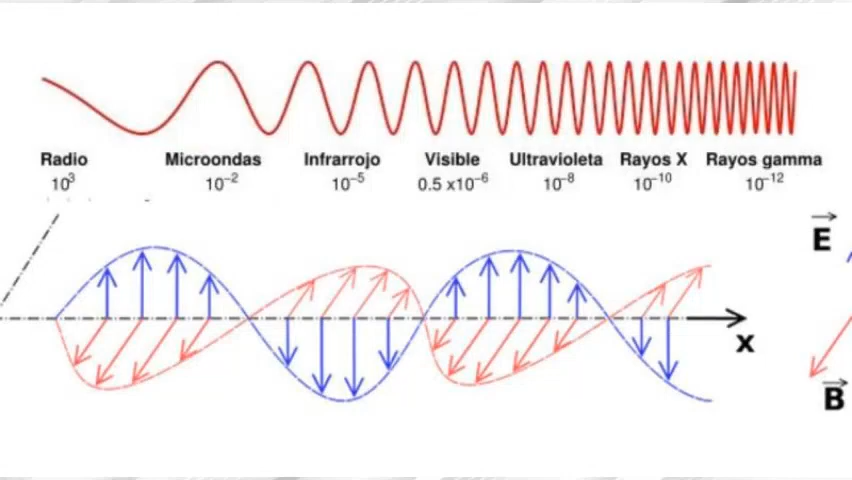 Radio Microondas Infrarrojo Visible Ultravioleta Rayos X Rayos gamma
10³ 10⁻² 10⁻⁵ 0.5 x10⁻⁶ 10⁻⁸ 10⁻¹⁰ 10⁻¹²
E
x
B